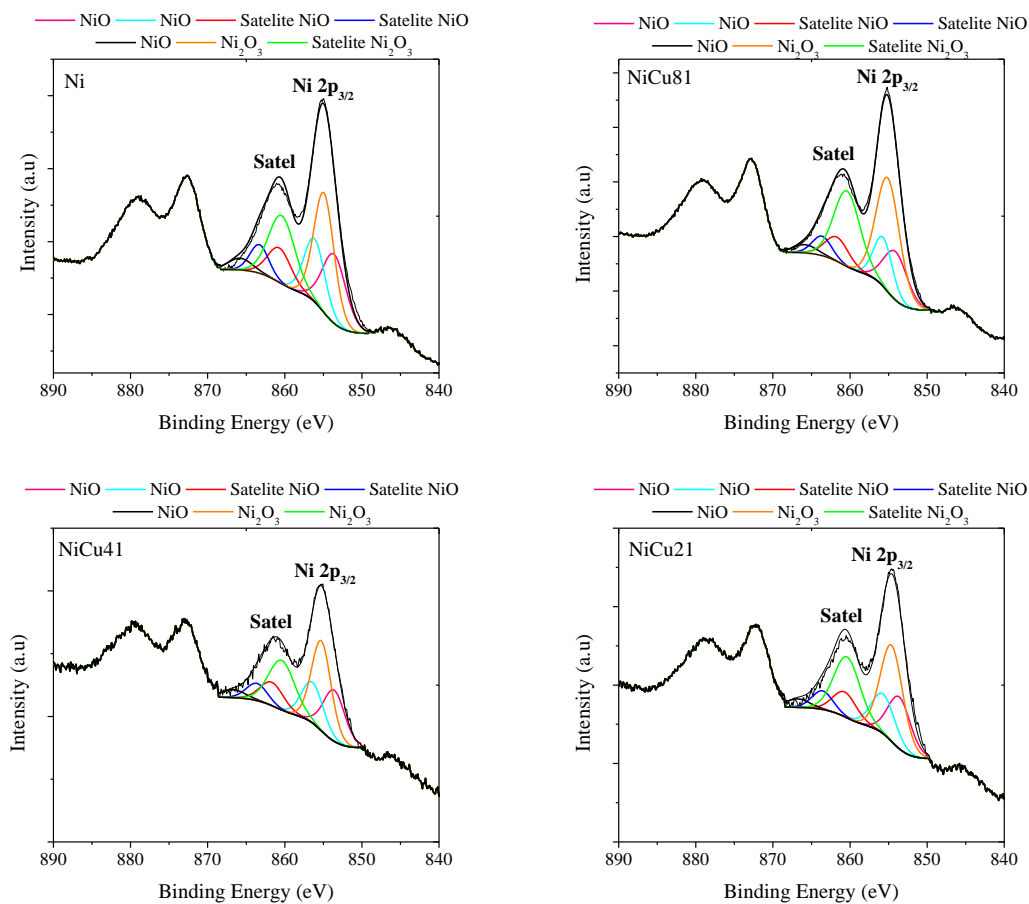 NiO NiO Satelite NiO Satelite NiO
NiO Ni₂O₃ Satelite Ni₂O₃
Ni
Ni 2p₃/₂
Satel
Intensity (a.u)
890 880 870 860 850 840
Binding Energy (eV)
NiO NiO Satelite NiO Satelite NiO
NiO Ni₂O₃ Satelite Ni₂O₃
NiCu81
Ni 2p₃/₂
Satel
Intensity (a.u)
890 880 870 860 850 840
Binding Energy (eV)
NiO NiO Satelite NiO Satelite NiO
NiO Ni₂O₃ Ni₂O₃
NiCu41
Ni 2p₃/₂
Satel
Intensity (a.u)
890 880 870 860 850 840
Binding Energy (eV)
NiO NiO Satelite NiO Satelite NiO
NiO Ni₂O₃ Satelite Ni₂O₃
NiCu21
Ni 2p₃/₂
Satel
Intensity (a.u)
890 880 870 860 850 840
Binding Energy (eV)